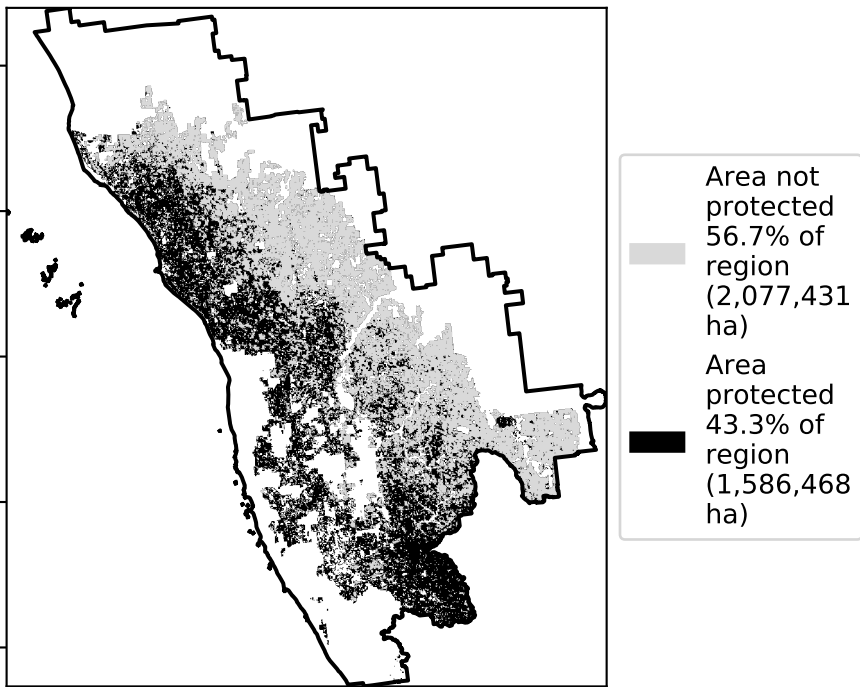 Area not
protected
56.7% of
region
(2,077,431
ha)
Area
protected
43.3% of
region
(1,586,468
ha)